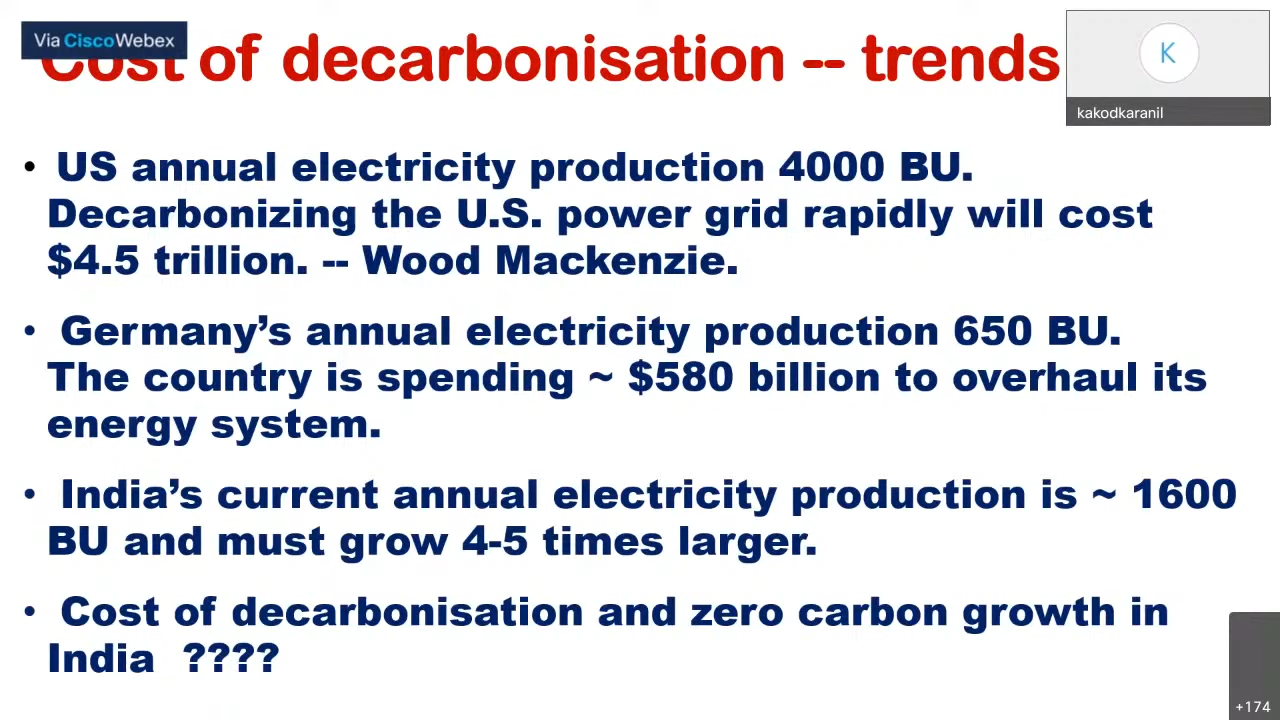 Via CiscoWebex
Cost of decarbonisation -- trends
K
kakodkaranil
• US annual electricity production 4000 BU.
Decarbonizing the U.S. power grid rapidly will cost
$4.5 trillion. -- Wood Mackenzie.
• Germany’s annual electricity production 650 BU.
The country is spending ~ $580 billion to overhaul its
energy system.
• India’s current annual electricity production is ~ 1600
BU and must grow 4-5 times larger.
• Cost of decarbonisation and zero carbon growth in
India ????
+174